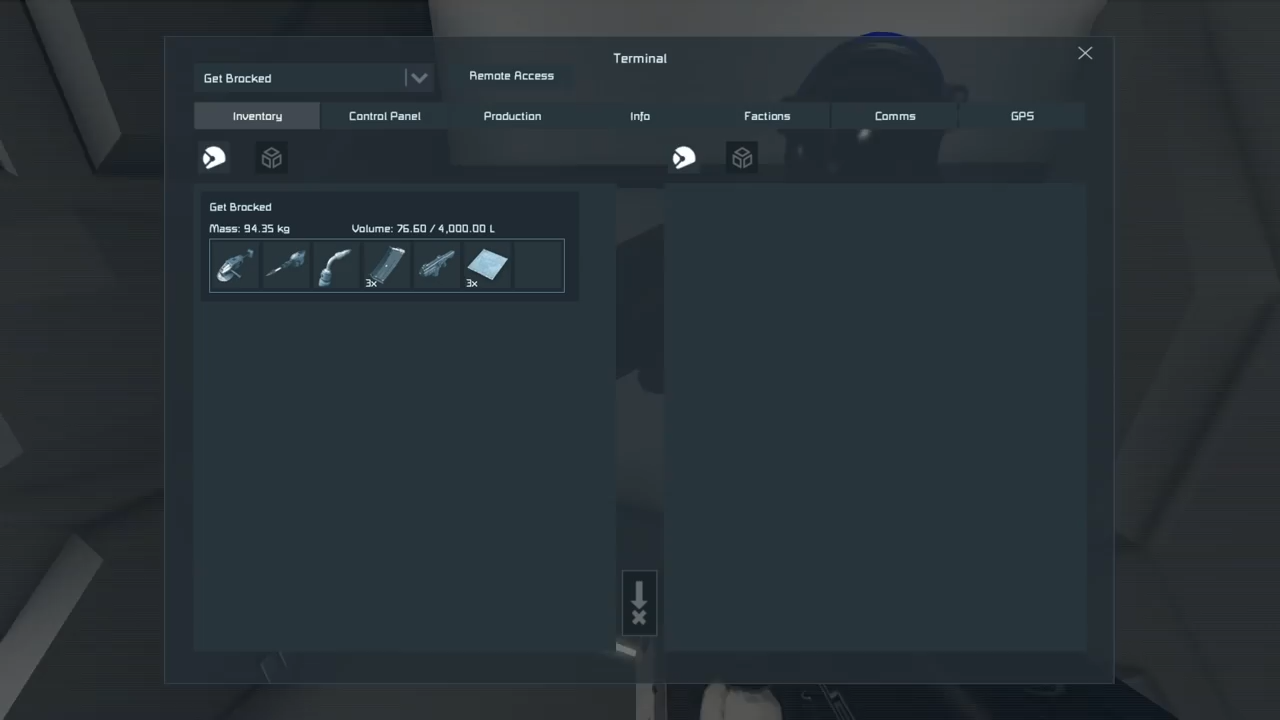 Terminal
Get Brocked
Remote Access
Inventory
Control Panel
Production
Info
Factions
Comms
GPS
Get Brocked
Mass: 94.35 kg
Volume: 76.60 / 4,000.00 L
3x
3x